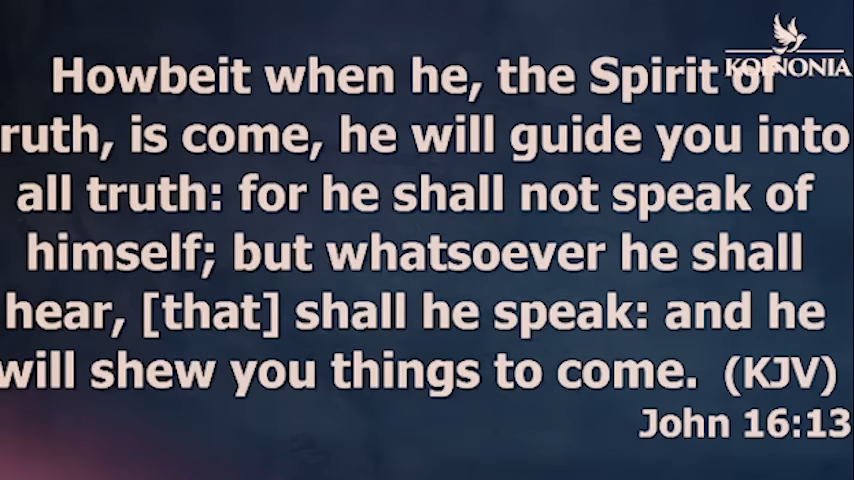 KOINONIA
Howbeit when he, the Spirit of
ruth, is come, he will guide you into
all truth: for he shall not speak of
himself; but whatsoever he shall
hear, [that] shall he speak: and he
will shew you things to come. (KJV)
John 16:13